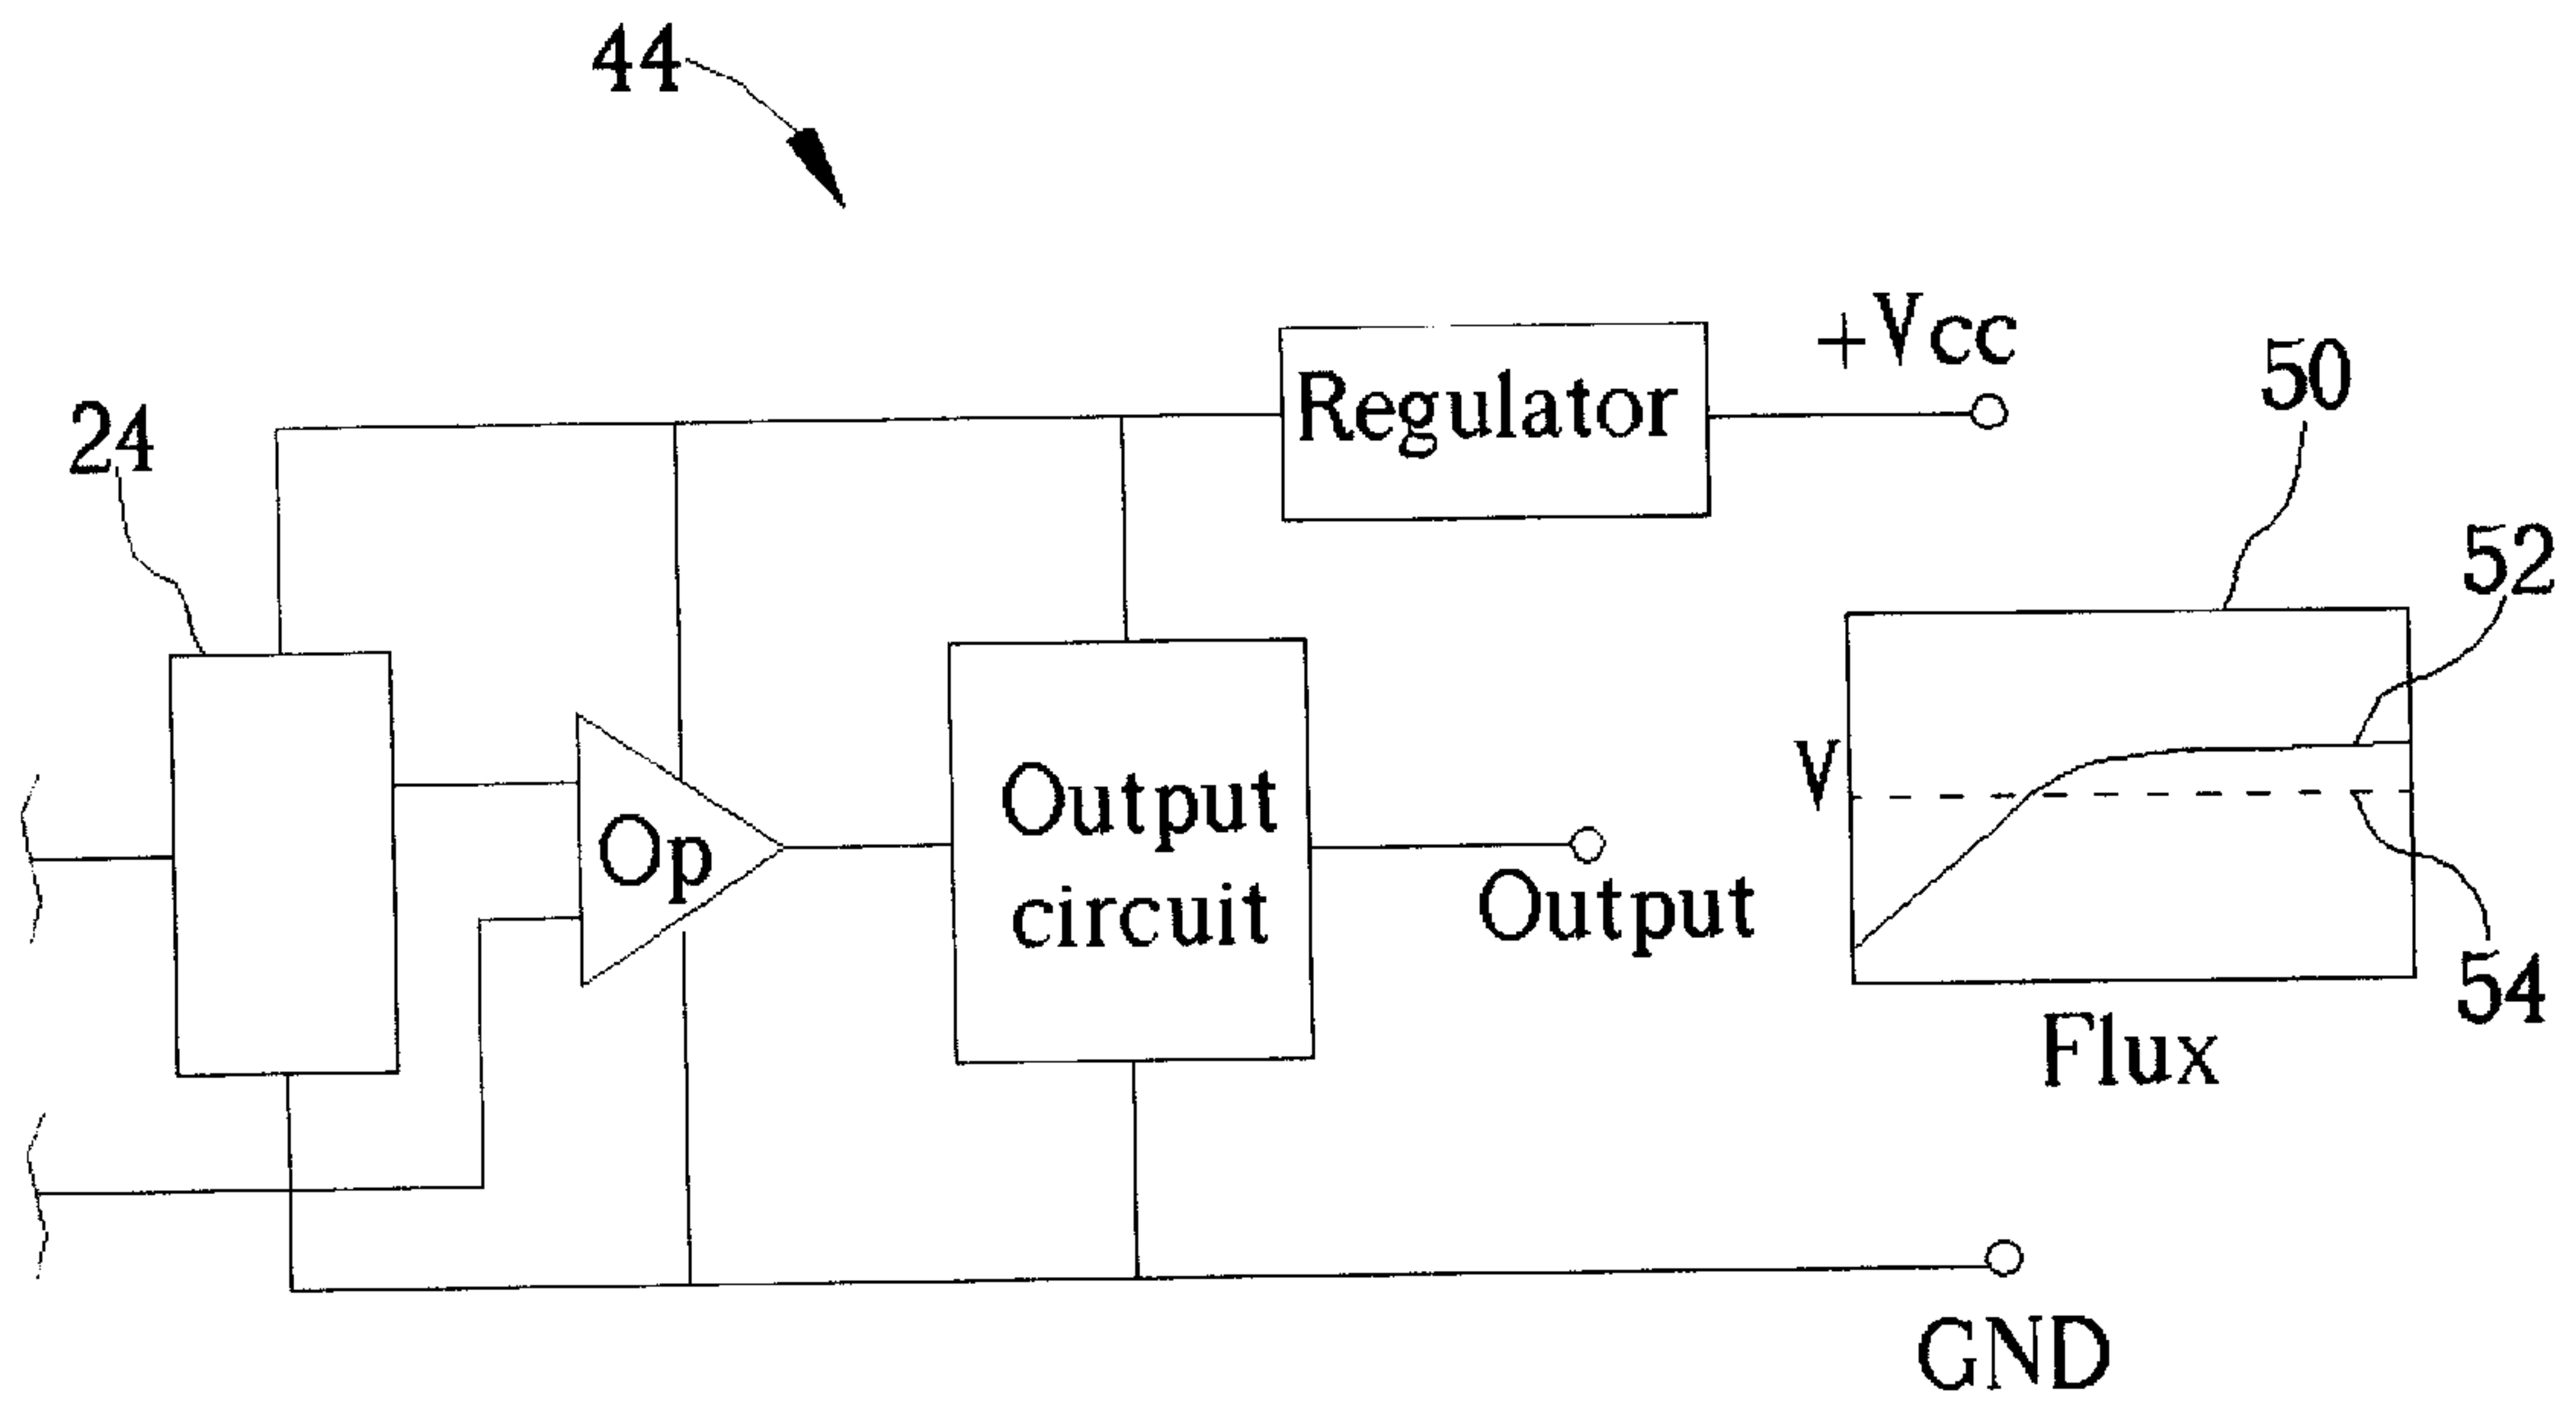 44
+Vcc
50
Regulator
24
52
V
Op
Output
circuit
Output
54
Flux
GND